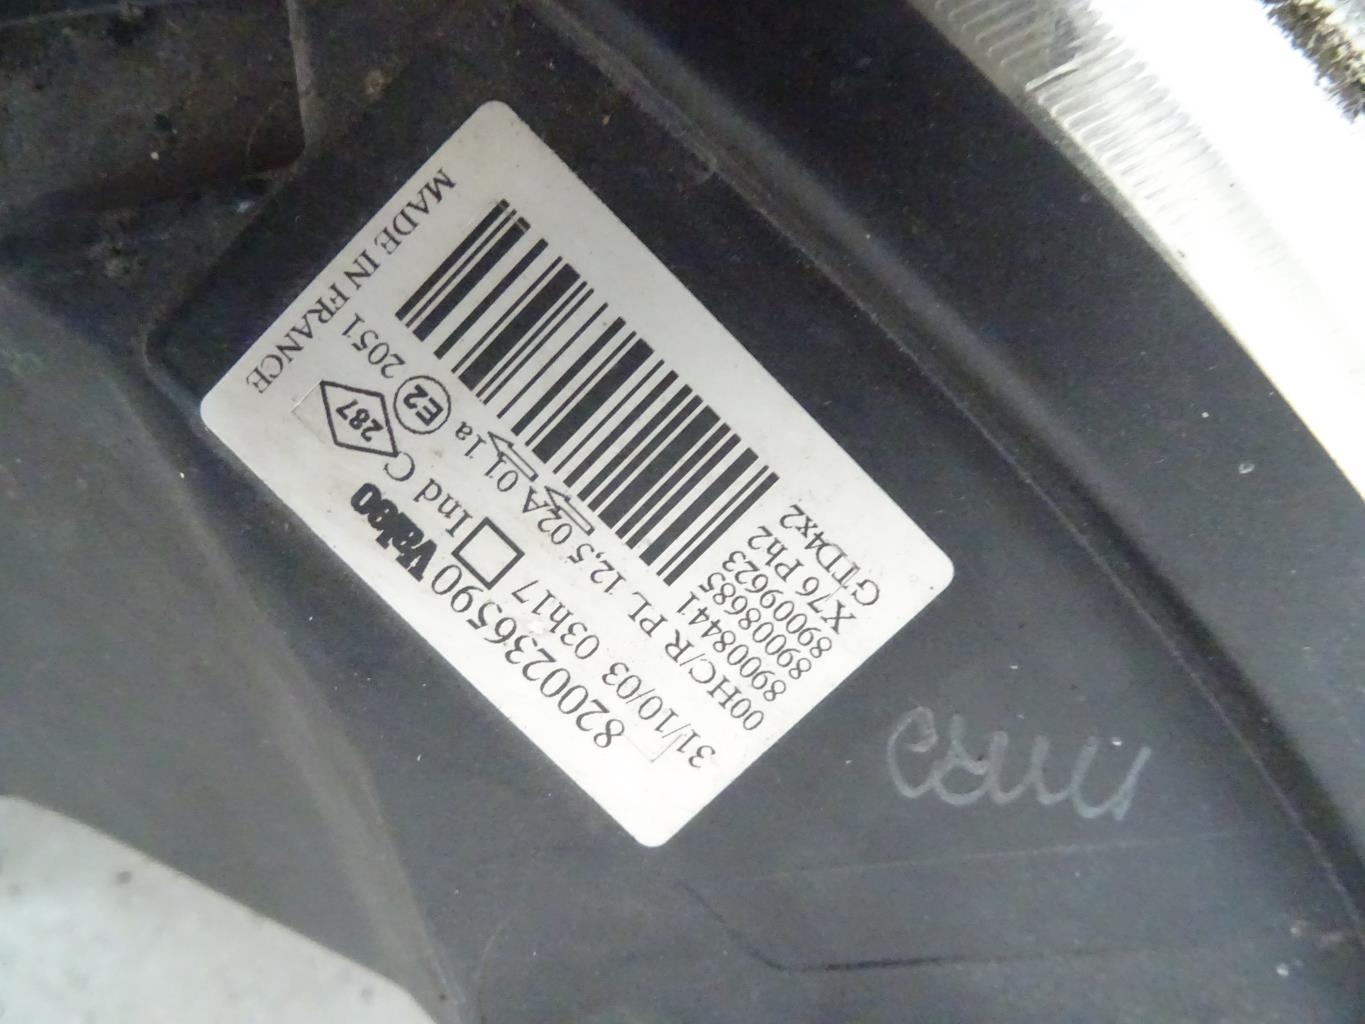 8200236590 Valeo
31/10/03 03h17 Ind C 287
00HC/R PL 12,5 02A 01 1a E2 2051
MADE IN FRANCE
89008441
89008685
89009623
X76 Ph2
GTD4x2